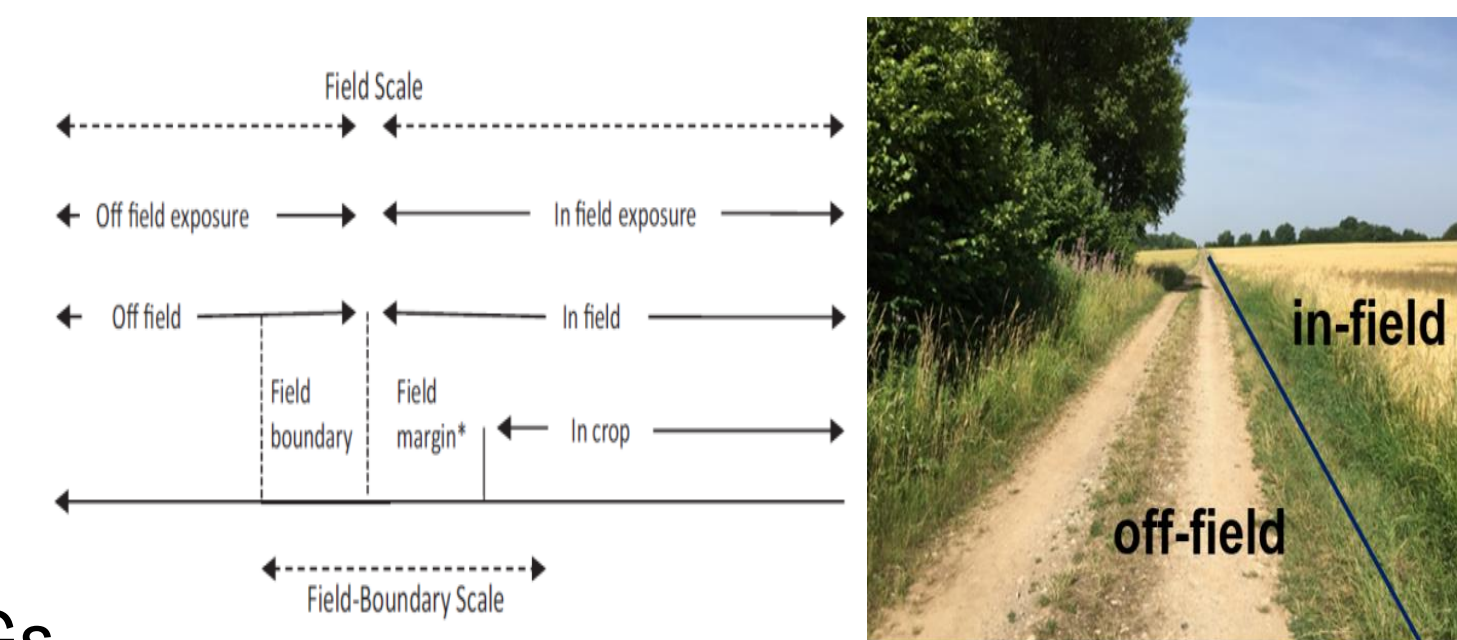 Field Scale
Off field exposure
In field exposure
Off field
In field
Field
boundary
Field
margin*
In crop
Field-Boundary Scale
in-field
off-field